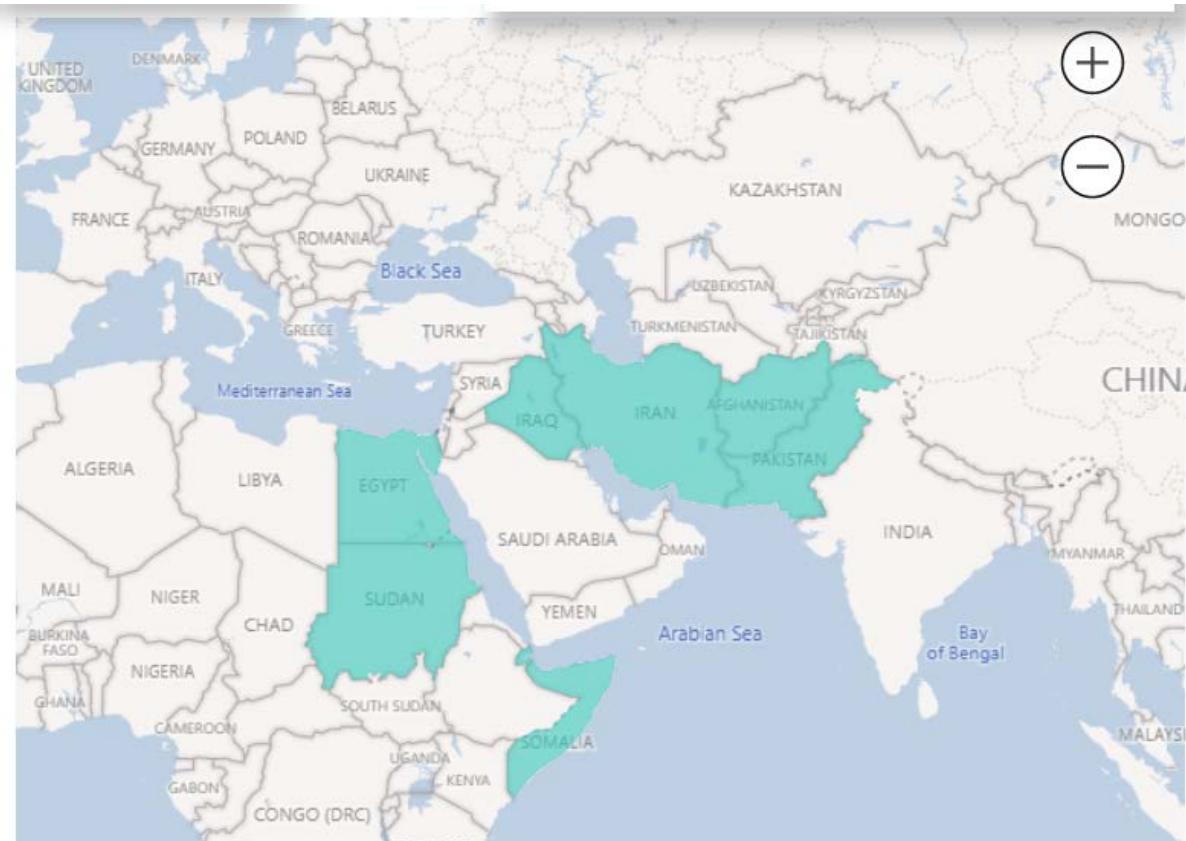 +
DENMARK
UNITED
KINGDOM
BELARUS
POLAND
GERMANY
UKRAINE
KAZAKHSTAN
FRANCE
AUSTRIA
MONGO
ROMANIA
Black Sea
ITALY
UZBEKISTAN
KYRGYZSTAN
GREECE
TURKEY
TURKMENISTAN
TAJIKISTAN
SYRIA
CHINA
Mediterranean Sea
IRAQ
IRAN
AFGHANISTAN
PAKISTAN
ALGERIA
LIBYA
EGYPT
INDIA
SAUDI ARABIA
OMAN
MYANMAR
MALI
NIGER
SUDAN
YEMEN
THAILAND
CHAD
BURKINA
FASO
Arabian Sea
Bay
of Bengal
NIGERIA
GHANA
SOUTH SUDAN
CAMEROON
SOMALIA
MALAYS
UGANDA
KENYA
GABON
CONGO (DRC)